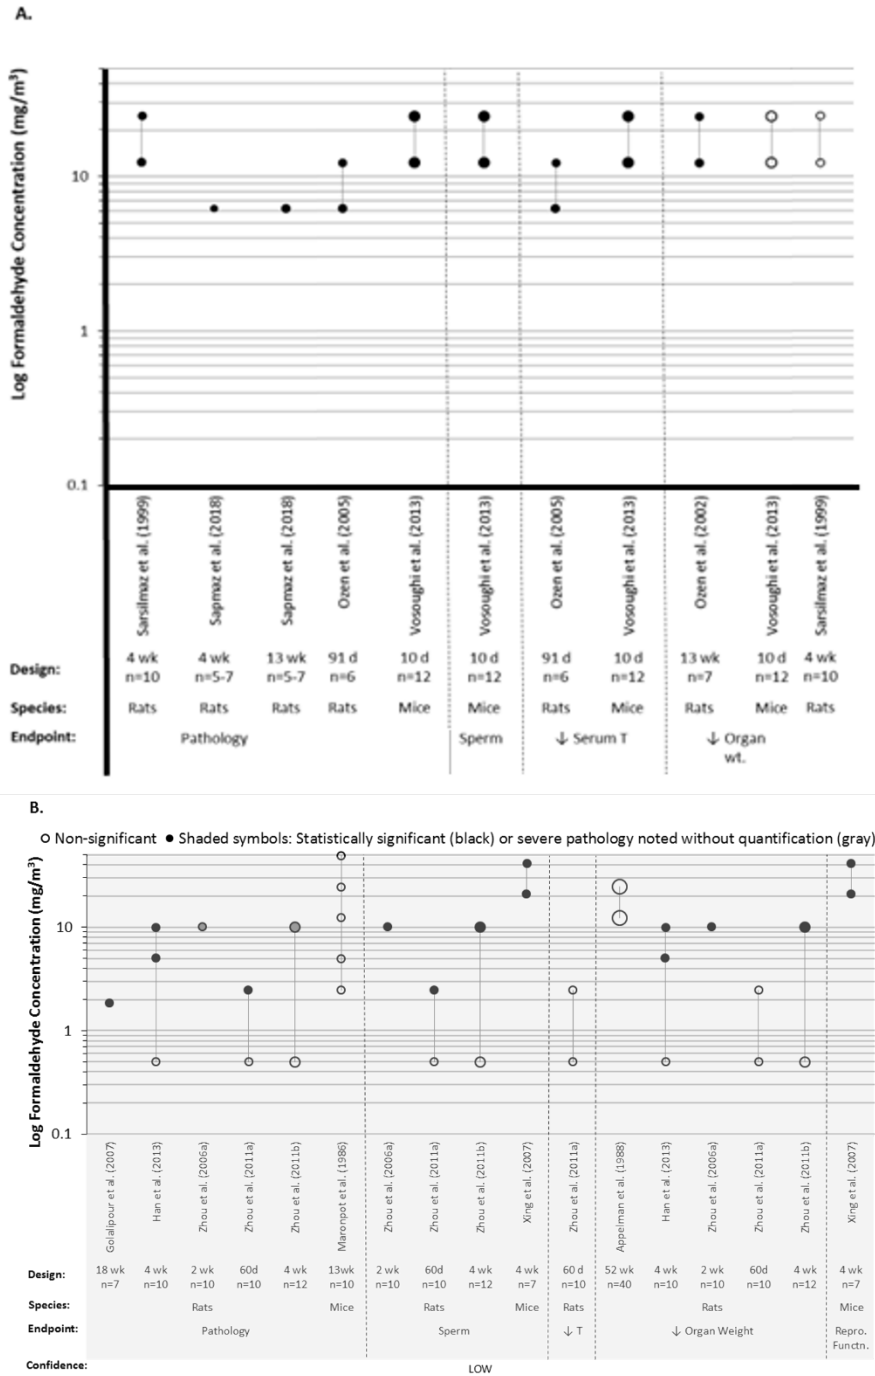 A.
Log Formaldehyde Concentration (mg/m³)
10
1
0.1
Sarsilmaz et al. (1999)
Sapmaz et al. (2018)
Sapmaz et al. (2018)
Ozen et al. (2005)
Vosoughi et al. (2013)
Vosoughi et al. (2013)
Ozen et al. (2005)
Vosoughi et al. (2013)
Ozen et al. (2002)
Vosoughi et al. (2013)
Sarsilmaz et al. (1999)
Design: 4 wk 4 wk 13 wk 91 d 10 d 10 d 91 d 10 d 13 wk 10 d 4 wk
n=10 n=5-7 n=5-7 n=6 n=12 n=12 n=6 n=12 n=7 n=12 n=10
Species: Rats Rats Rats Rats Mice Mice Rats Mice Rats Mice Rats
Endpoint: Pathology Sperm ↓ Serum T ↓ Organ
wt.
B.
Non-significant Shaded symbols: Statistically significant (black) or severe pathology noted without quantification (gray)
Log Formaldehyde Concentration (mg/m³)
10
1
0.1
Golalipour et al. (2007)
Han et al. (2013)
Zhou et al. (2006a)
Zhou et al. (2011a)
Zhou et al. (2011b)
Maronpot et al. (1986)
Zhou et al. (2006a)
Zhou et al. (2011a)
Zhou et al. (2011b)
Xing et al. (2007)
Zhou et al. (2011a)
Appelman et al. (1988)
Han et al. (2013)
Zhou et al. (2006a)
Zhou et al. (2011a)
Zhou et al. (2011b)
Xing et al. (2007)
Design: 18 wk 4 wk 2 wk 60d 4 wk 13wk 2 wk 60d 4 wk 4 wk 60 d 52 wk 4 wk 2 wk 60d 4 wk 4 wk
n=7 n=10 n=10 n=10 n=12 n=10 n=10 n=10 n=12 n=7 n=10 n=40 n=10 n=10 n=10 n=12 n=7
Species: Rats Mice Rats Mice Rats Rats Mice
Endpoint: Pathology Sperm ↓ T ↓ Organ Weight Repro.
Functn.
Confidence: LOW